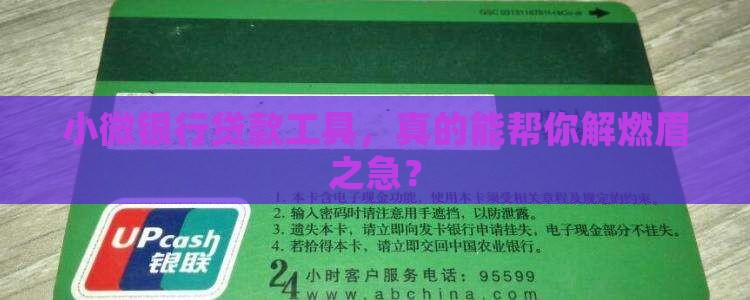 小微银行贷款工具，真的能帮你解燃眉
之急？
1. 本卡含电子现金功能，使用本卡须受相关章程及规定的约束。
2. 输入密码时请注意用手遮挡，以防泄露。
3. 遗失本卡，请立即向发卡银行申请挂失，电子现金部分不挂失。
4. 若拾得本卡，请立即交回中国农业银行。
UPcash
银联
24小时客户服务电话：95599
www.abchina.com